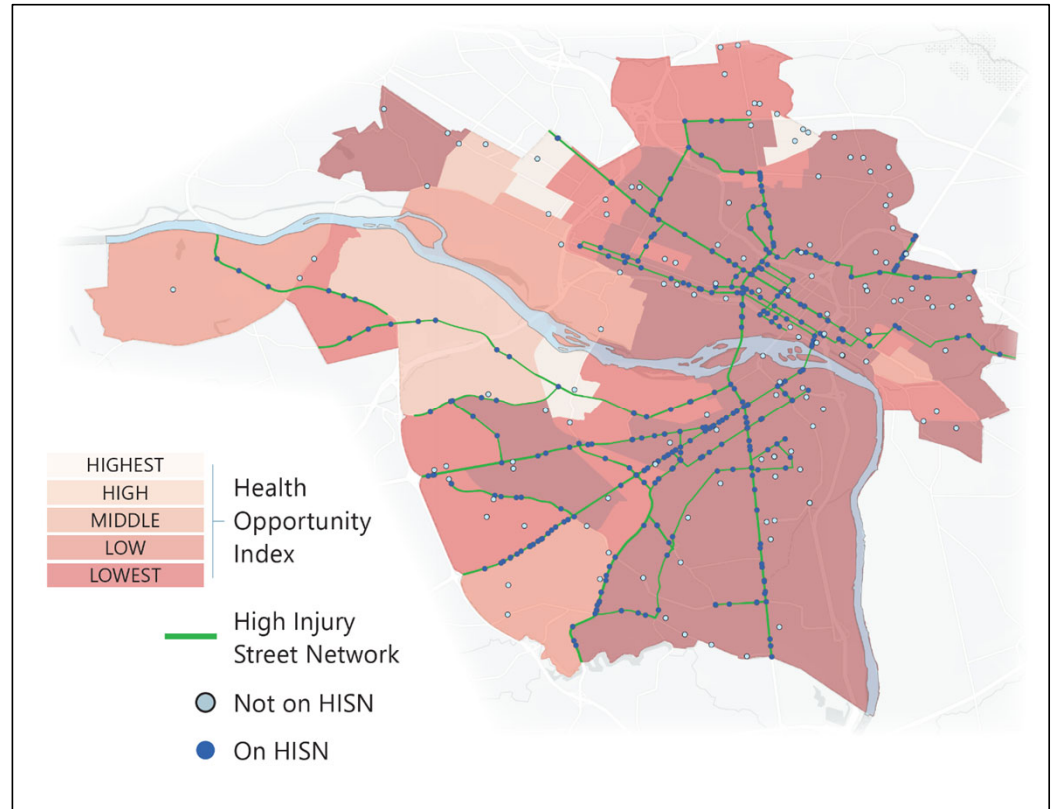 HIGHEST
HIGH
MIDDLE
LOW
LOWEST
Health
Opportunity
Index
High Injury
Street Network
Not on HISN
On HISN